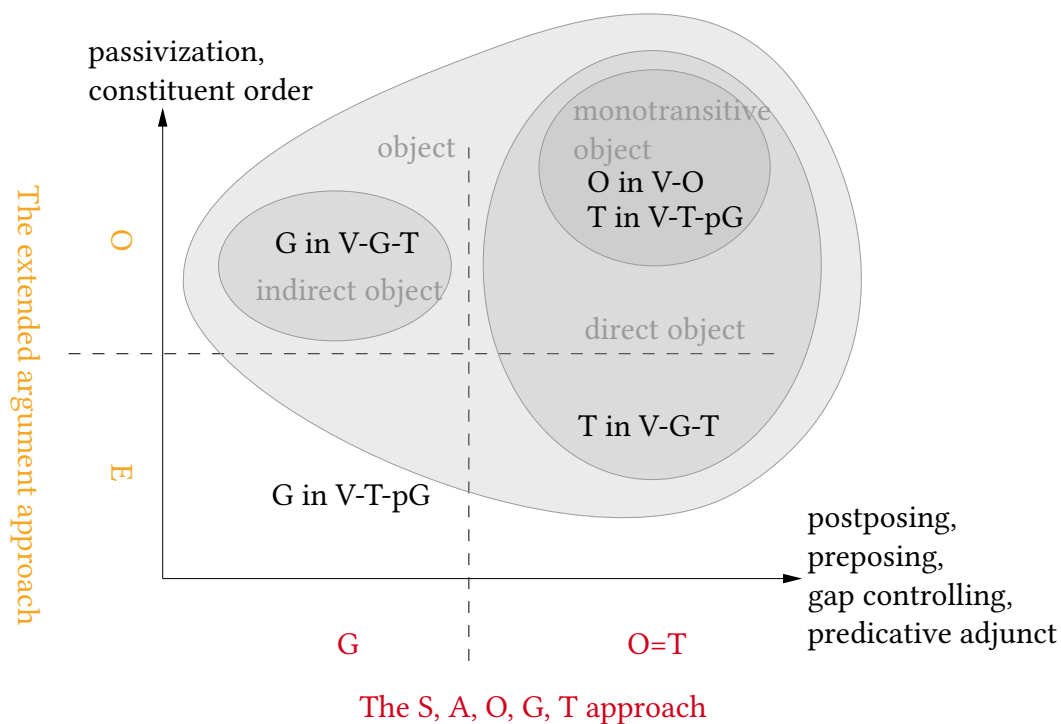 passivization,
constituent order
monotransitive
object
object
O in V-O
T in V-T-pG
G in V-G-T
indirect object
direct object
T in V-G-T
G in V-T-pG
The extended argument approach
O
E
postposing,
preposing,
gap controlling,
predicative adjunct
G
O=T
The S, A, O, G, T approach